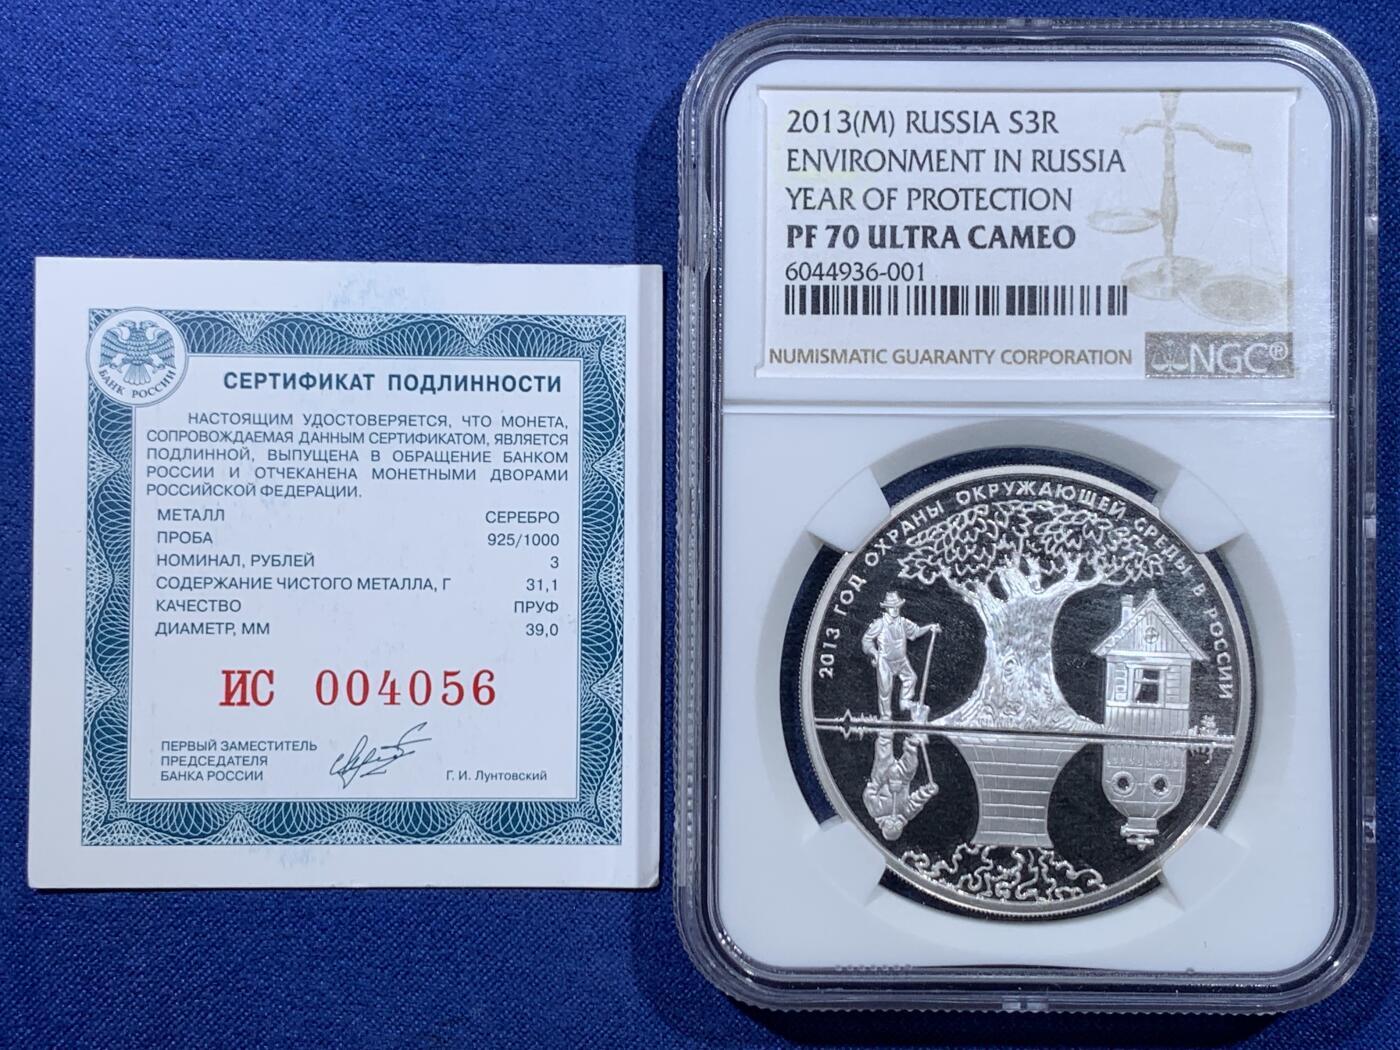 БАНК РОССИИ
СЕРТИФИКАТ ПОДЛИННОСТИ
НАСТОЯЩИМ УДОСТОВЕРЯЕТСЯ, ЧТО МОНЕТА,
СОПРОВОЖДАЕМАЯ ДАННЫМ СЕРТИФИКАТОМ, ЯВЛЯЕТСЯ
ПОДЛИННОЙ, ВЫПУЩЕНА В ОБРАЩЕНИЕ БАНКОМ
РОССИИ И ОТЧЕКАНЕНА МОНЕТНЫМИ ДВОРАМИ
РОССИЙСКОЙ ФЕДЕРАЦИИ.
МЕТАЛЛ СЕРЕБРО
ПРОБА 925/1000
НОМИНАЛ, РУБЛЕЙ 3
СОДЕРЖАНИЕ ЧИСТОГО МЕТАЛЛА, Г 31,1
КАЧЕСТВО ПРУФ
ДИАМЕТР, ММ 39,0
ИС 004056
ПЕРВЫЙ ЗАМЕСТИТЕЛЬ
ПРЕДСЕДАТЕЛЯ
БАНКА РОССИИ
Г. И. Лунтовский
2013(M) RUSSIA S3R
ENVIRONMENT IN RUSSIA
YEAR OF PROTECTION
PF 70 ULTRA CAMEO
6044936-001
NUMISMATIC GUARANTY CORPORATION
NGC®
2013 ГОД ОХРАНЫ ОКРУЖАЮЩЕЙ СРЕДЫ В РОССИИ